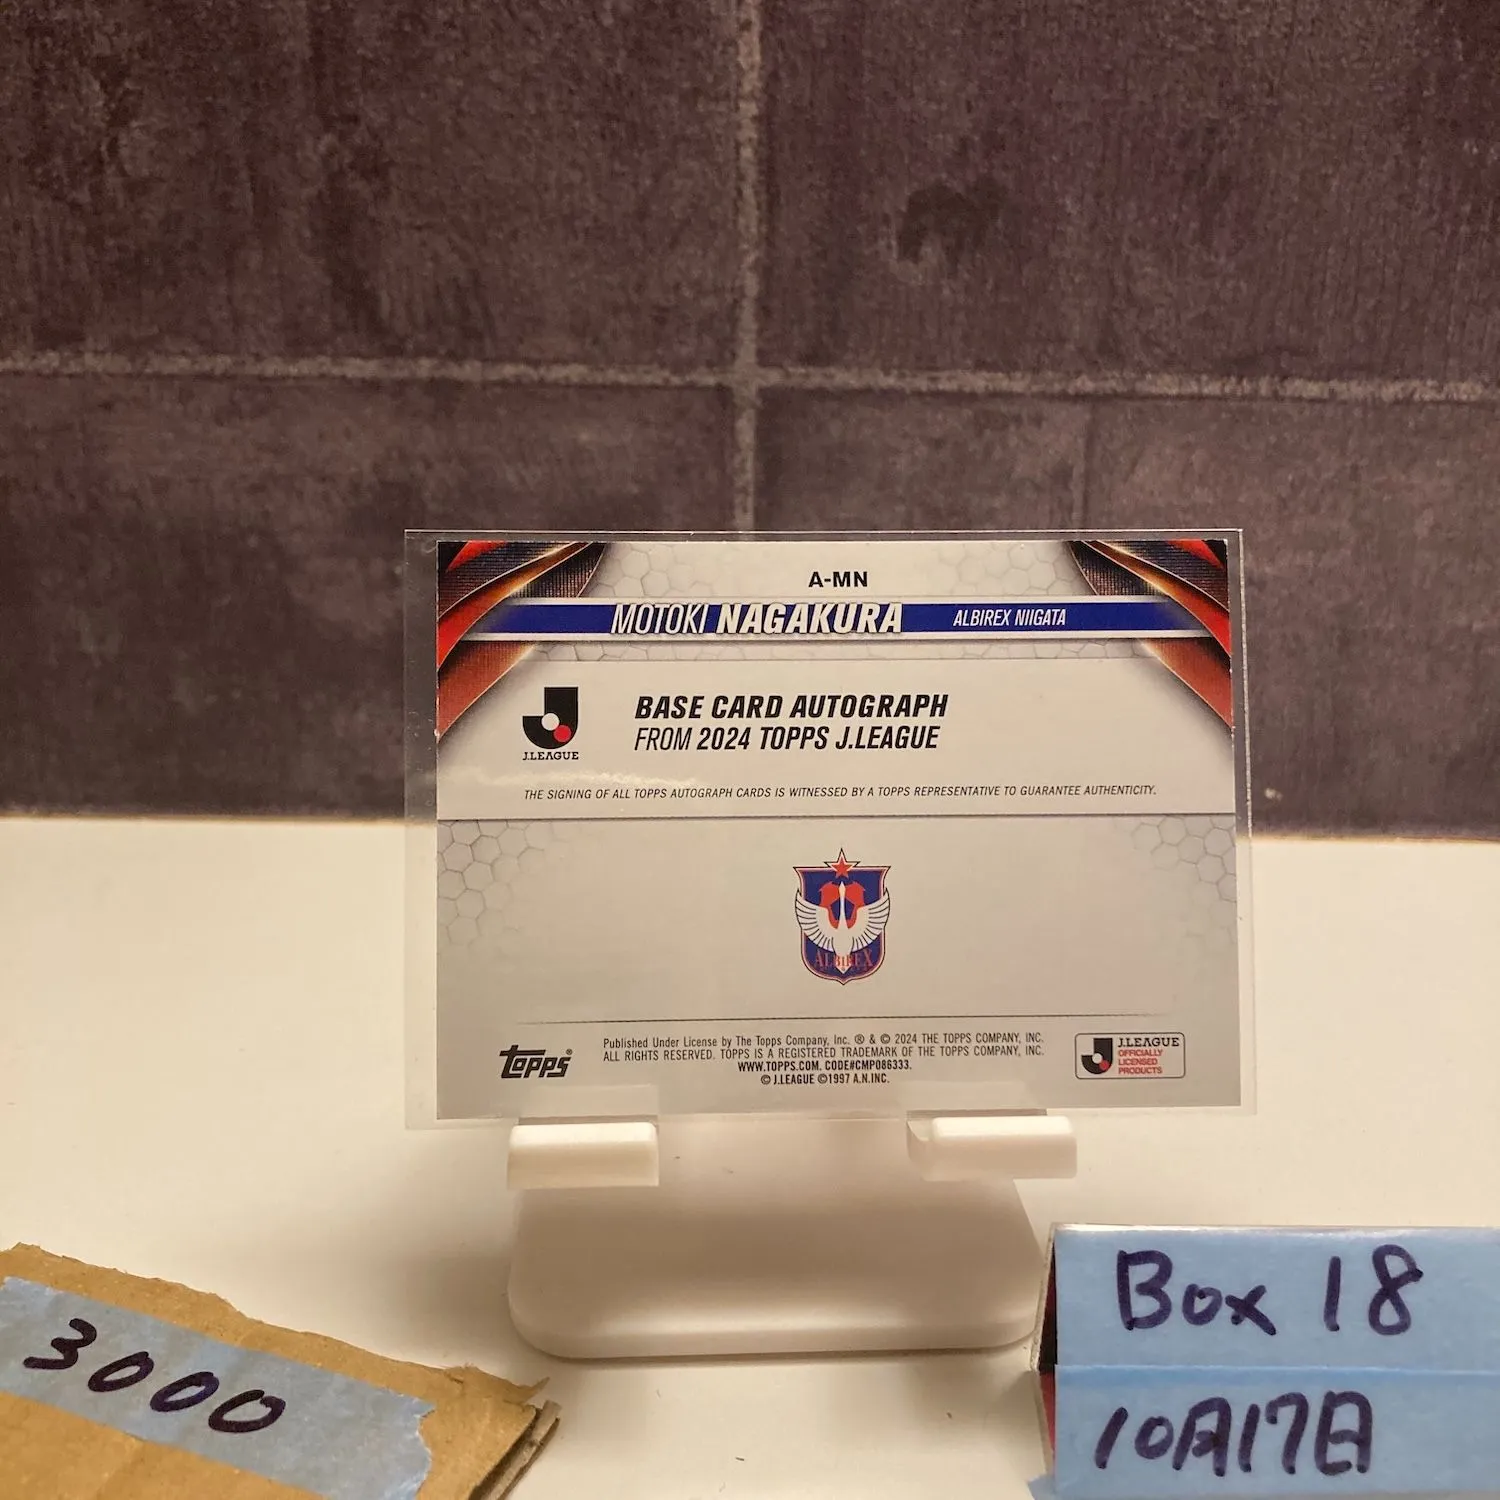 A-MN
MOTOKI NAGAKURA ALBIREX NIIGATA
J.LEAGUE
BASE CARD AUTOGRAPH
FROM 2024 TOPPS J.LEAGUE
THE SIGNING OF ALL TOPPS AUTOGRAPH CARDS IS WITNESSED BY A TOPPS REPRESENTATIVE TO GUARANTEE AUTHENTICITY.
ALBIREX
Topps®
Published Under License by The Topps Company, Inc. ® & © 2024 THE TOPPS COMPANY, INC.
ALL RIGHTS RESERVED. TOPPS IS A REGISTERED TRADEMARK OF THE TOPPS COMPANY, INC.
WWW.TOPPS.COM. CODE#CMP086333.
© J.LEAGUE ©1997 A.N.INC.
J.LEAGUE
OFFICIALLY
LICENSED
PRODUCTS
3000
Box 18
10月17日